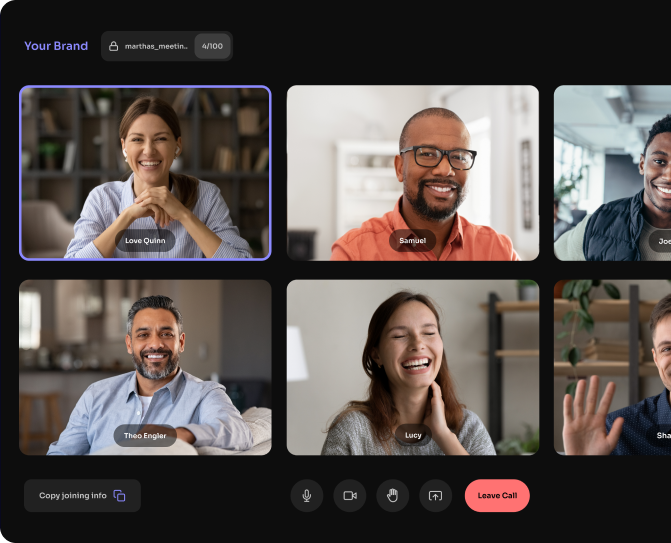 Your Brand
marthas_meetin..
4/100
Love Quinn
Samuel
Joe
Theo Engler
Lucy
Sha
Copy joining info
Leave Call